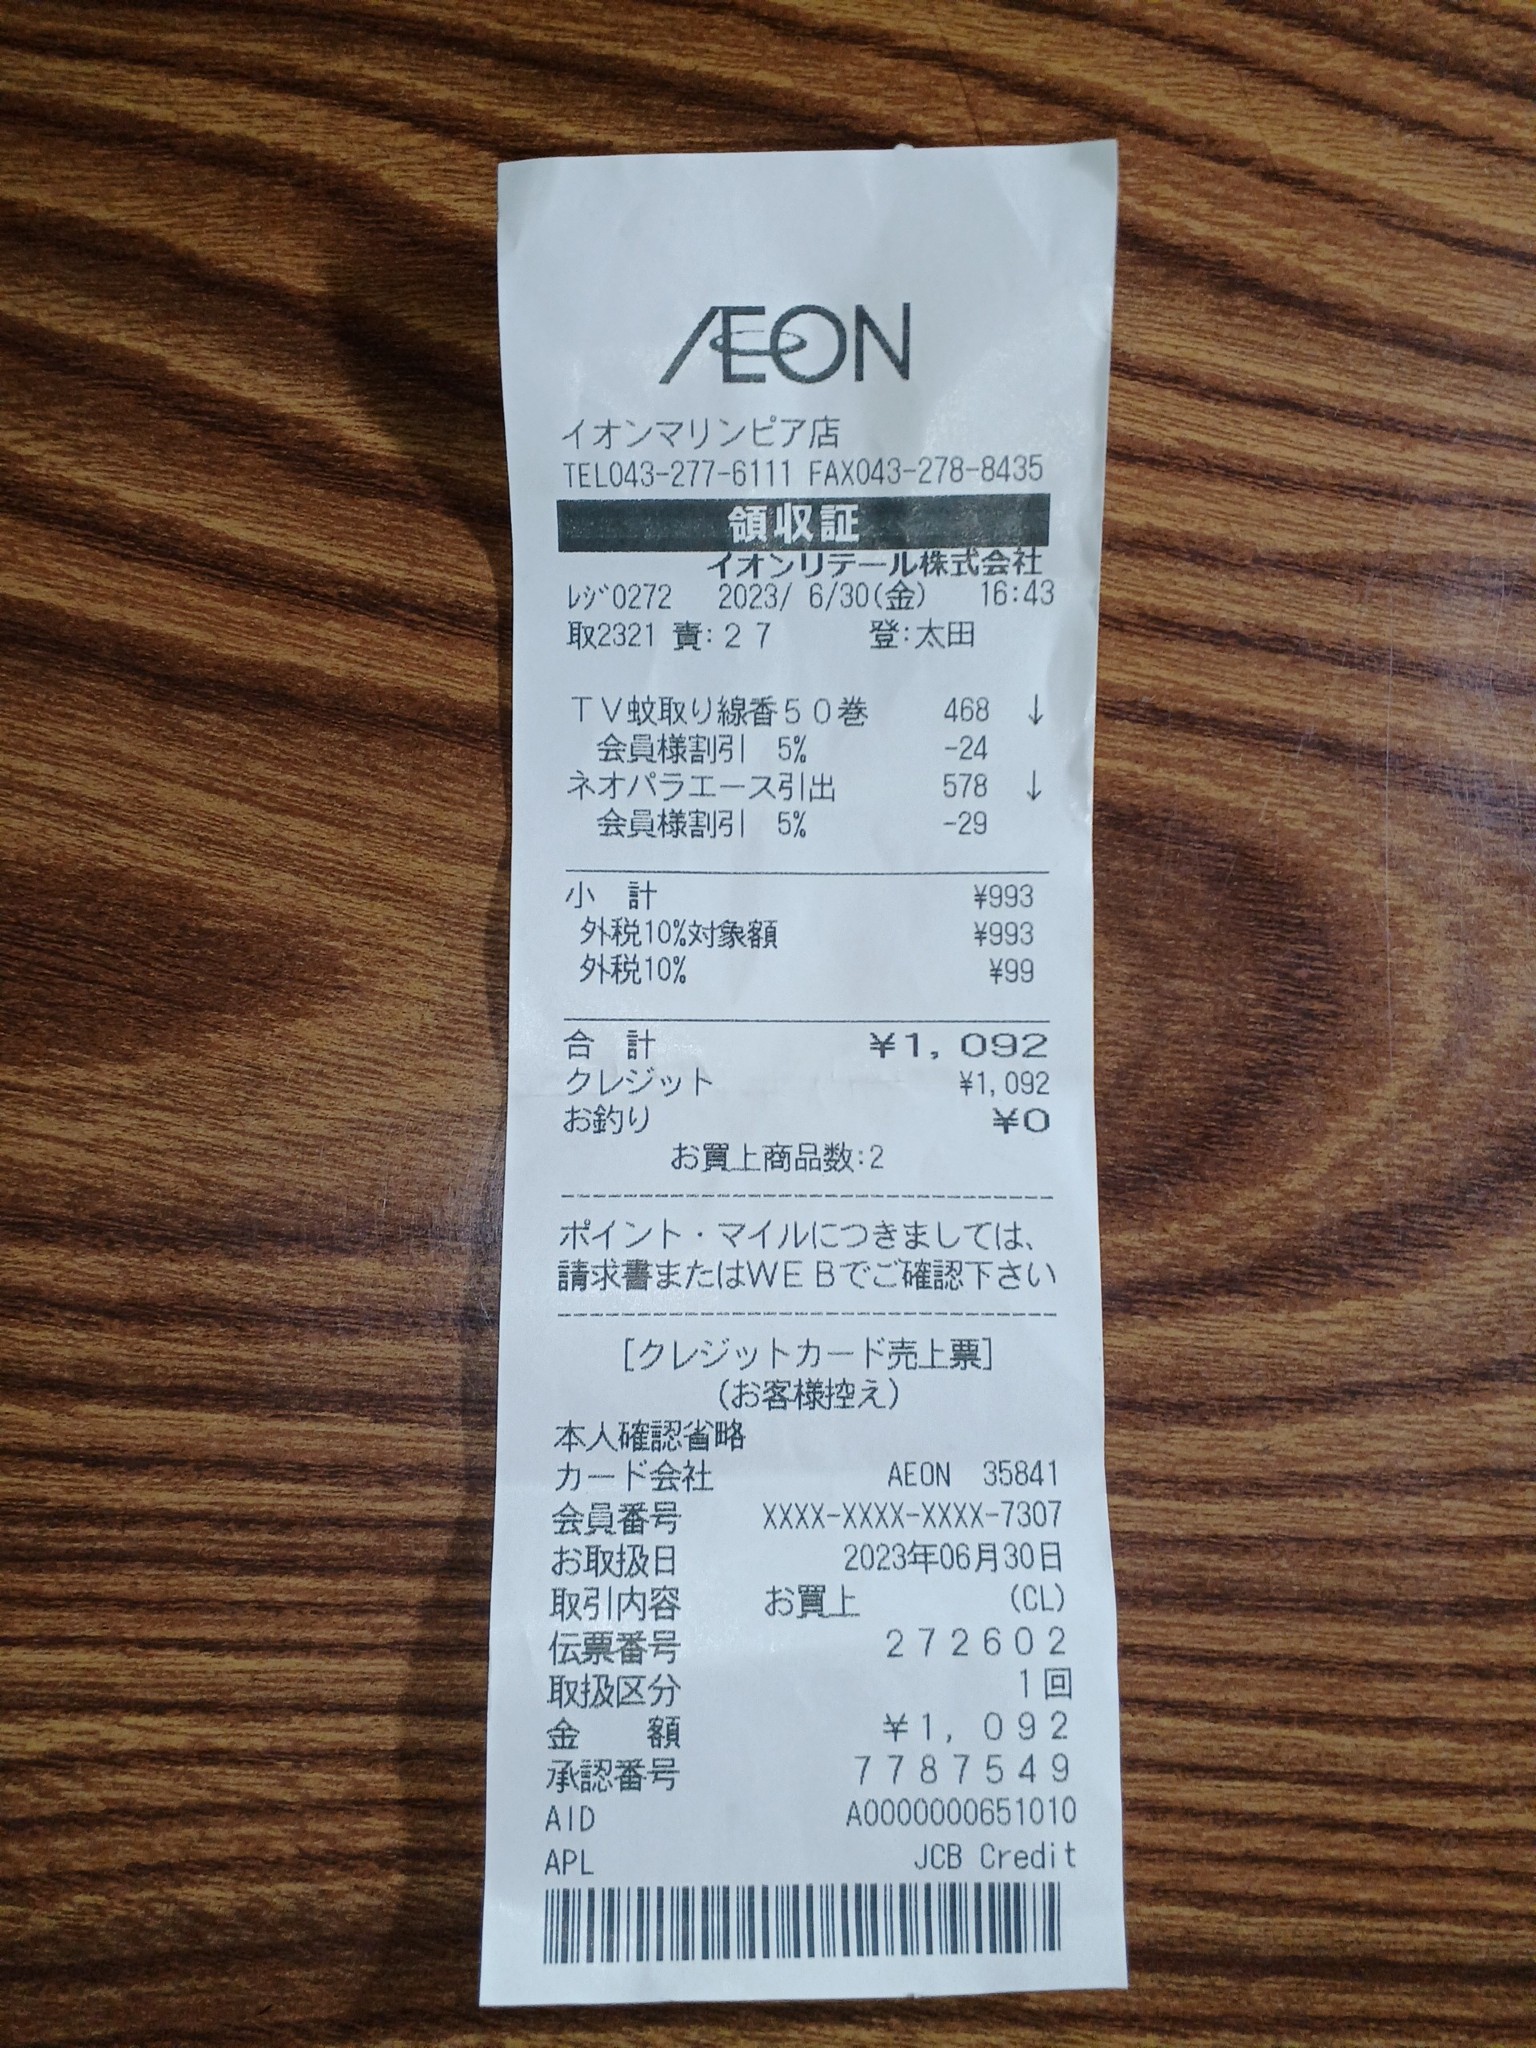 ÆON
イオンマリンピア店
TEL043-277-6111 FAX043-278-8435
領収証
イオンリテール株式会社
ﾚｼﾞ0272 2023/ 6/30(金) 16:43
取2321 責:２７ 登:太田
ＴＶ蚊取り線香５０巻 468 ↓
会員様割引 5% -24
ネオパラエース引出 578 ↓
会員様割引 5% -29
小 計 ¥993
外税10%対象額 ¥993
外税10% ¥99
合 計 ¥1,092
クレジット ¥1,092
お釣り ¥0
お買上商品数:2
ポイント・マイルにつきましては、
請求書またはＷＥＢでご確認下さい
[クレジットカード売上票]
(お客様控え)
本人確認省略
カード会社 AEON 35841
会員番号 XXXX-XXXX-XXXX-7307
お取扱日 2023年06月30日
取引内容 お買上 (CL)
伝票番号 ２７２６０２
取扱区分 １回
金 額 ￥１，０９２
承認番号 ７７８７５４９
AID A0000000651010
APL JCB Credit